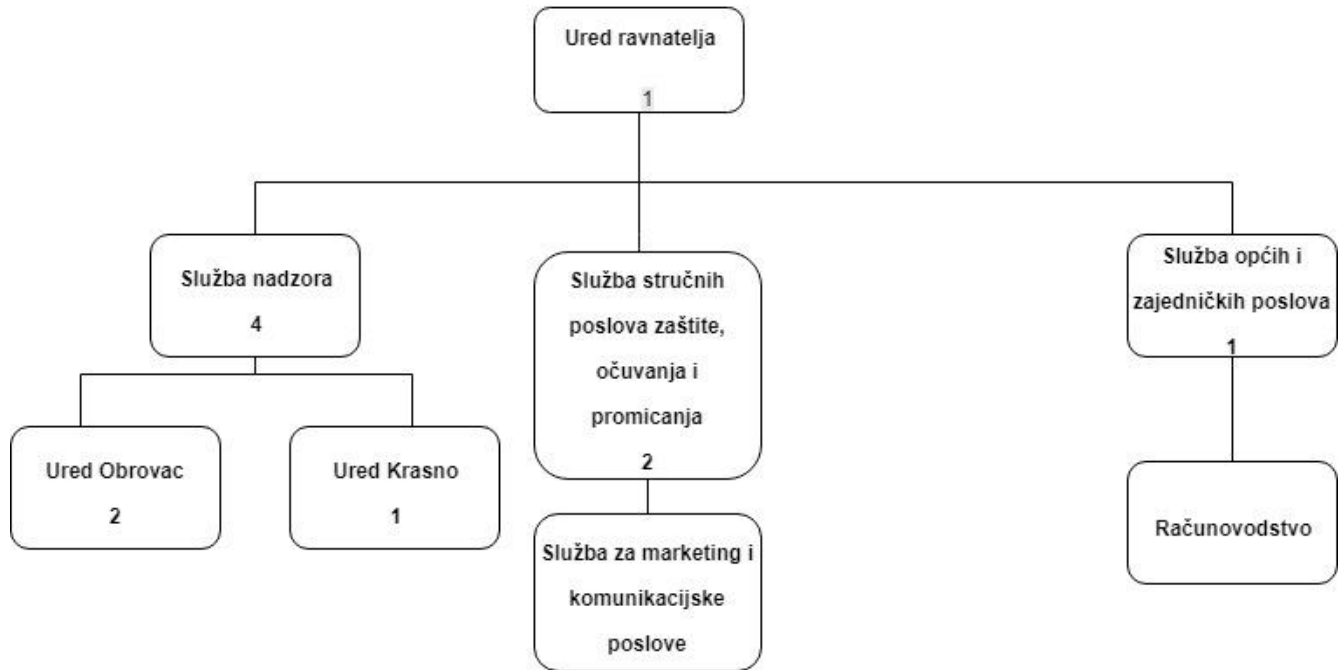 Ured ravnatelja
1
Služba nadzora
4
Služba stručnih
poslova zaštite,
očuvanja i
promicanja
2
Služba općih i
zajedničkih poslova
1
Ured Obrovac
2
Ured Krasno
1
Služba za marketing i
komunikacijske
poslove
Računovodstvo